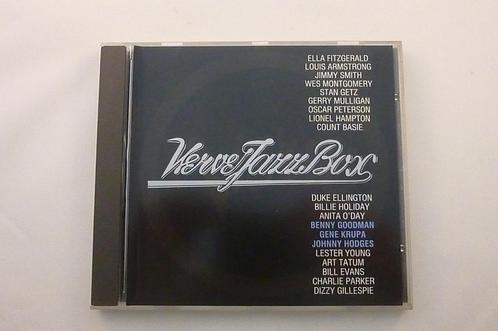 ELLA FITZGERALD
LOUIS ARMSTRONG
JIMMY SMITH
WES MONTGOMERY
STAN GETZ
GERRY MULLIGAN
OSCAR PETERSON
LIONEL HAMPTON
COUNT BASIE
Verve Jazz Box
DUKE ELLINGTON
BILLIE HOLIDAY
ANITA O'DAY
BENNY GOODMAN
GENE KRUPA
JOHNNY HODGES
LESTER YOUNG
ART TATUM
BILL EVANS
CHARLIE PARKER
DIZZY GILLESPIE